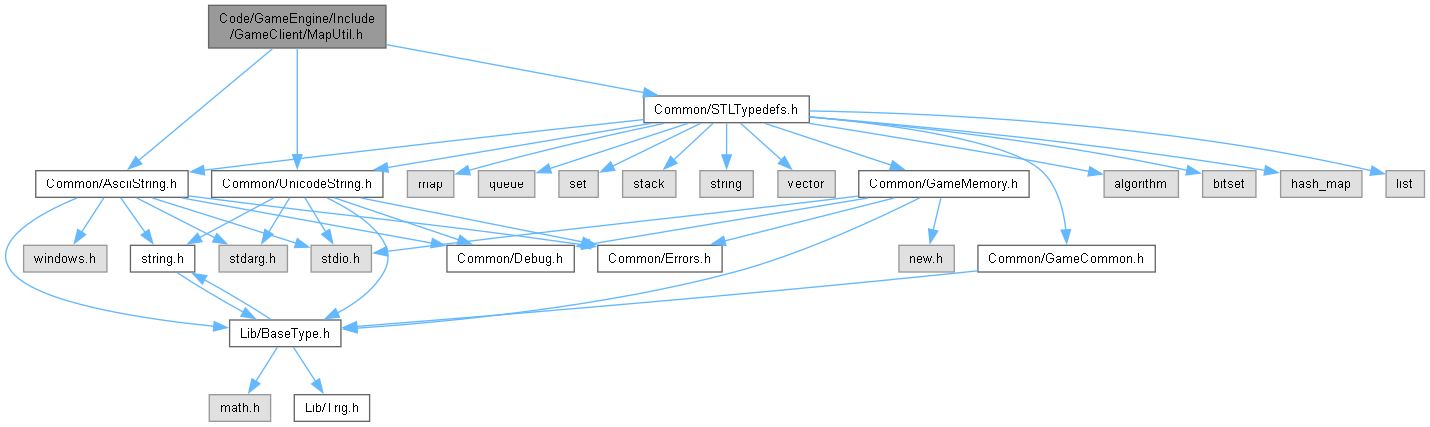 Code/GameEngine/Include
/GameClient/MapUtil.h
Common/STLTypedefs.h
Common/AsciiString.h
Common/UnicodeString.h
map
queue
set
stack
string
vector
Common/GameMemory.h
algorithm
bitset
hash_map
list
windows.h
string.h
stdarg.h
stdio.h
Common/Debug.h
Common/Errors.h
new.h
Common/GameCommon.h
Lib/BaseType.h
math.h
Lib/Trig.h